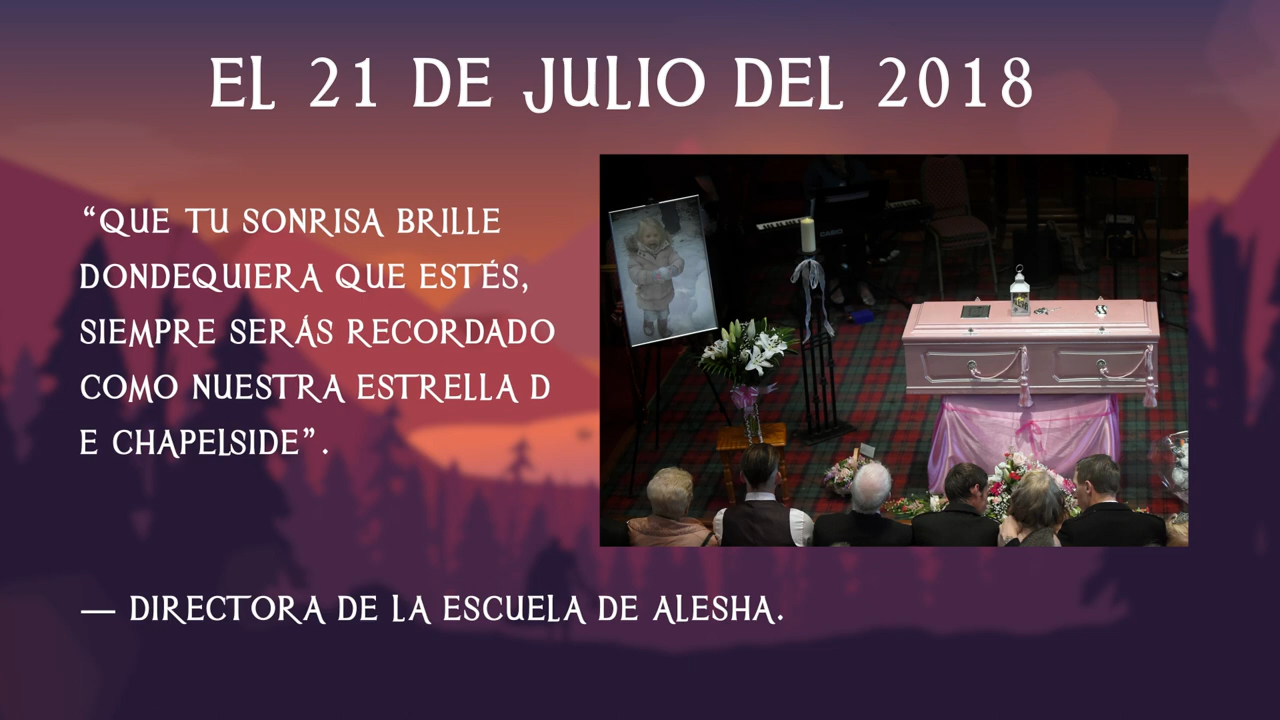 EL 21 DE JULIO DEL 2018
“QUE TU SONRISA BRILLE
DONDEQUIERA QUE ESTÉS,
SIEMPRE SERÁS RECORDADO
COMO NUESTRA ESTRELLA D
E CHAPELSIDE”.
— DIRECTORA DE LA ESCUELA DE ALESHA.
CASIO